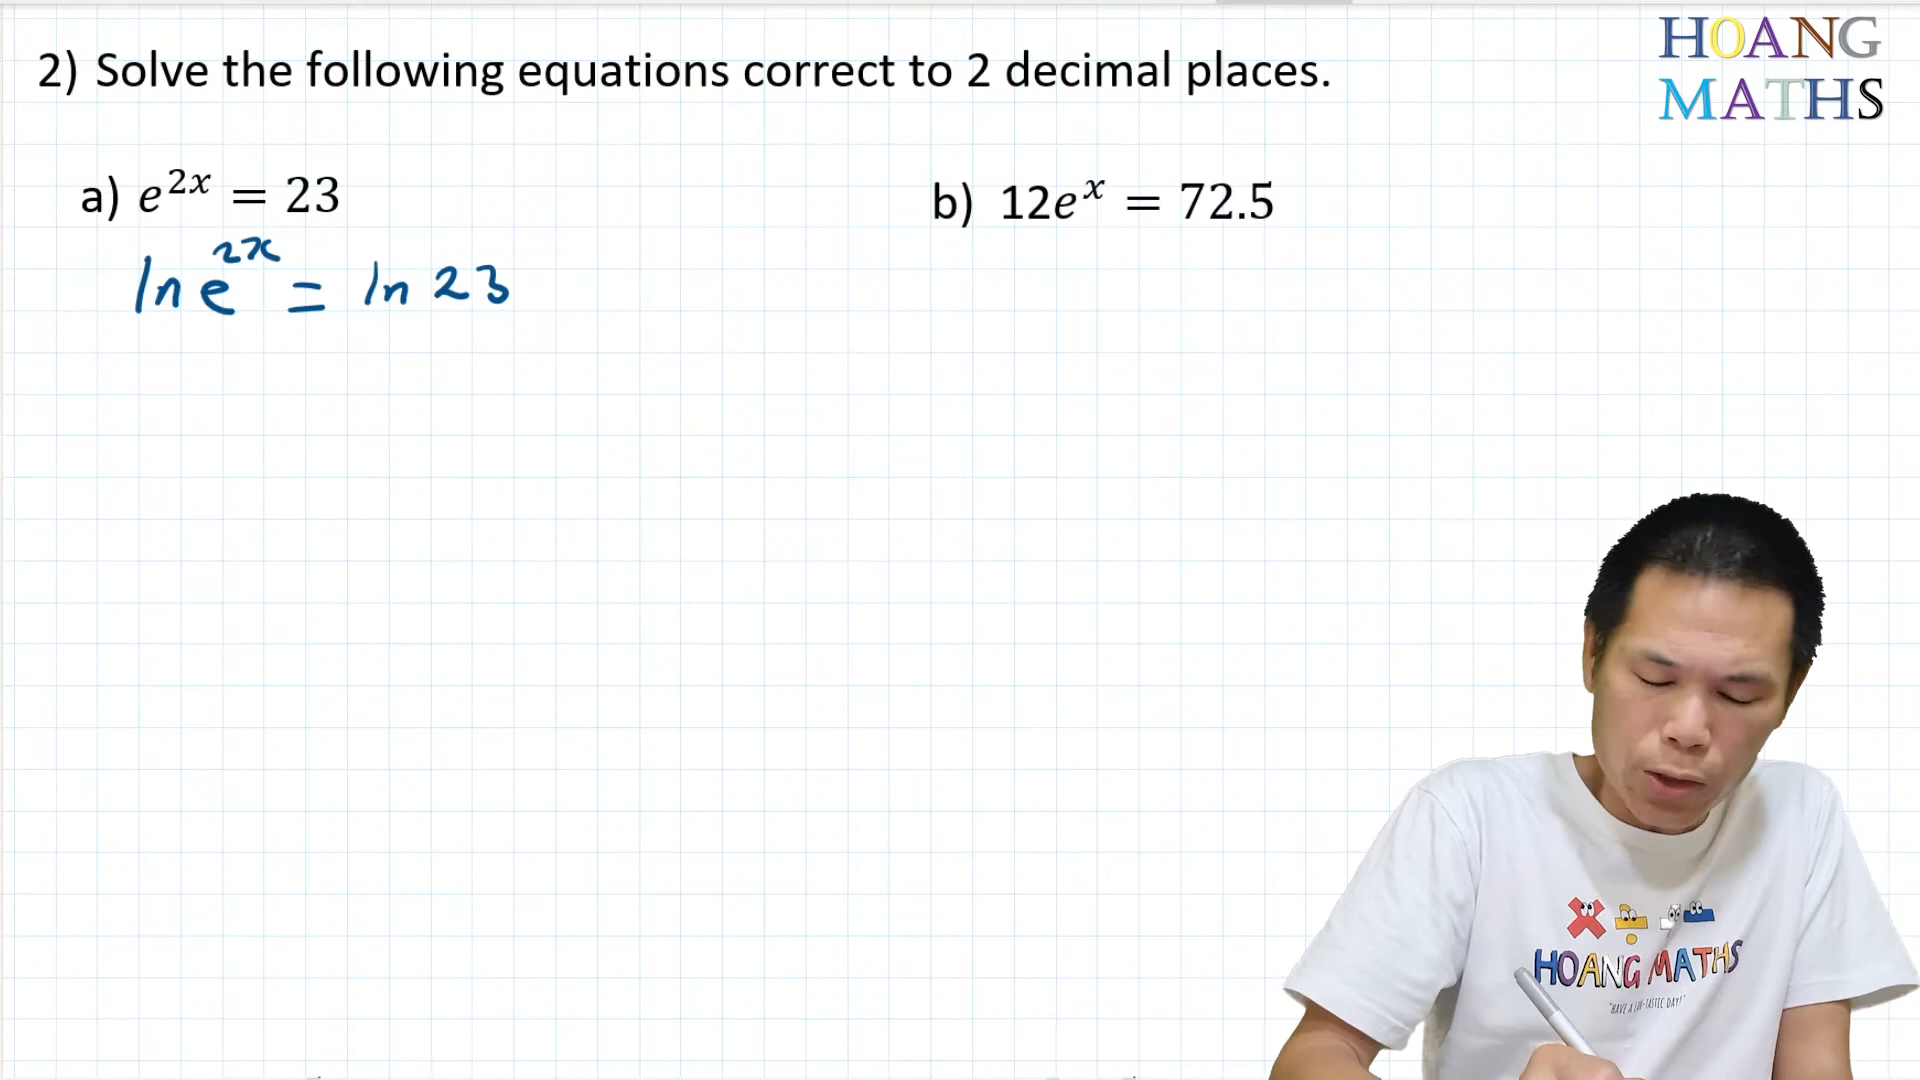 2) Solve the following equations correct to 2 decimal places.
HOANG
MATHS
a) e^{2x} = 23
b) 12e^x = 72.5
ln e^{2x} = ln 23
HOANG MATHS